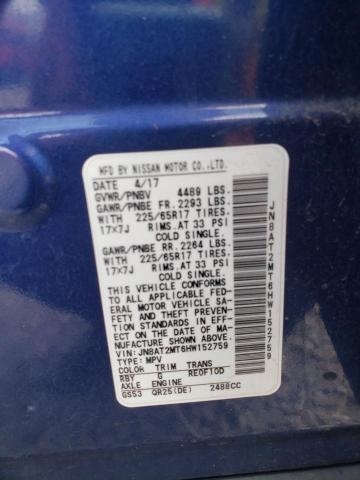 MFD BY NISSAN MOTOR CO.,LTD.
DATE 4/17
GVWR/PNBV 4489 LBS.
GAWR/PNBE FR. 2293 LBS.
WITH 225/65R17 TIRES.
17x7J RIMS.AT 33 PSI
COLD SINGLE.
GAWR/PNBE RR. 2264 LBS.
WITH 225/65R17 TIRES.
17x7J RIMS.AT 33 PSI
COLD SINGLE.
THIS VEHICLE CONFORMS
TO ALL APPLICABLE FED-
ERAL MOTOR VEHICLE SA-
FETY AND THEFT PREVEN-
TION STANDARDS IN EFF-
ECT ON THE DATE OF MA-
NUFACTURE SHOWN ABOVE.
VIN:JN8AT2MT6HW152759
TYPE: MPV
COLOR TRIM TRANS
RBY G RE0F10D
AXLE ENGINE
GS53 QR25(DE) 2488CC
JN8AT2MT6HW152759